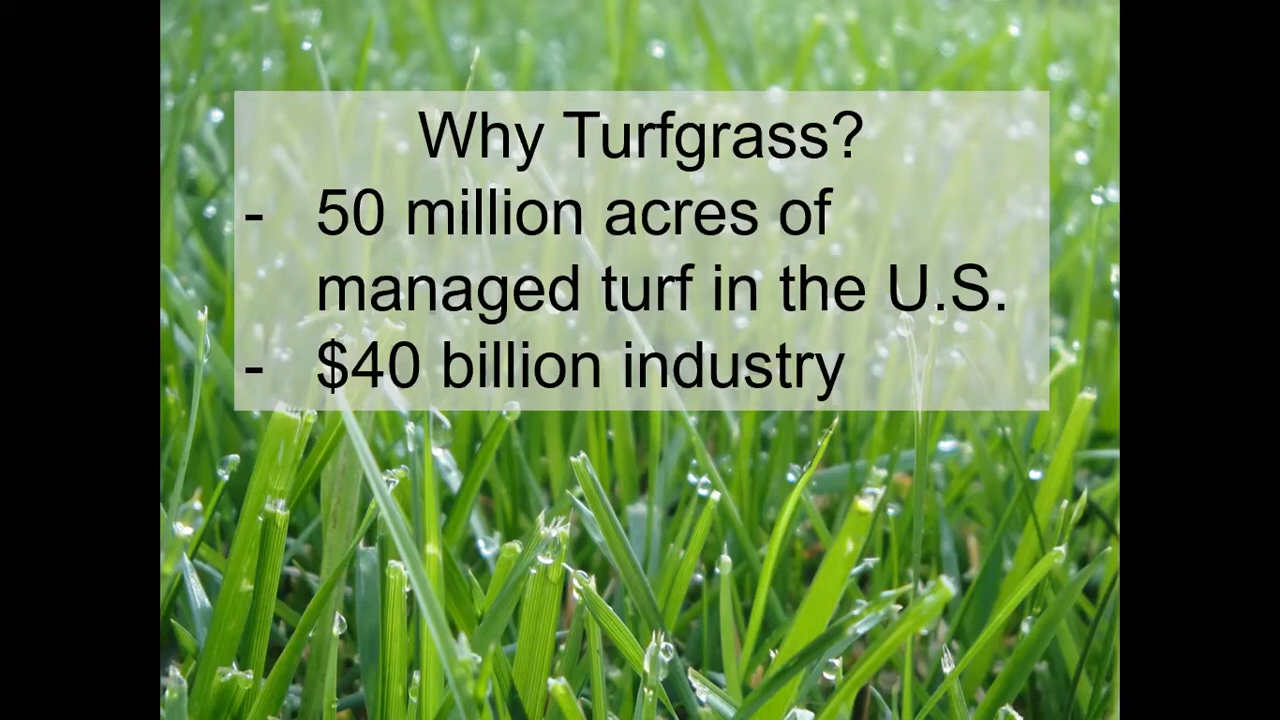 Why Turfgrass?
- 50 million acres of
managed turf in the U.S.
- $40 billion industry